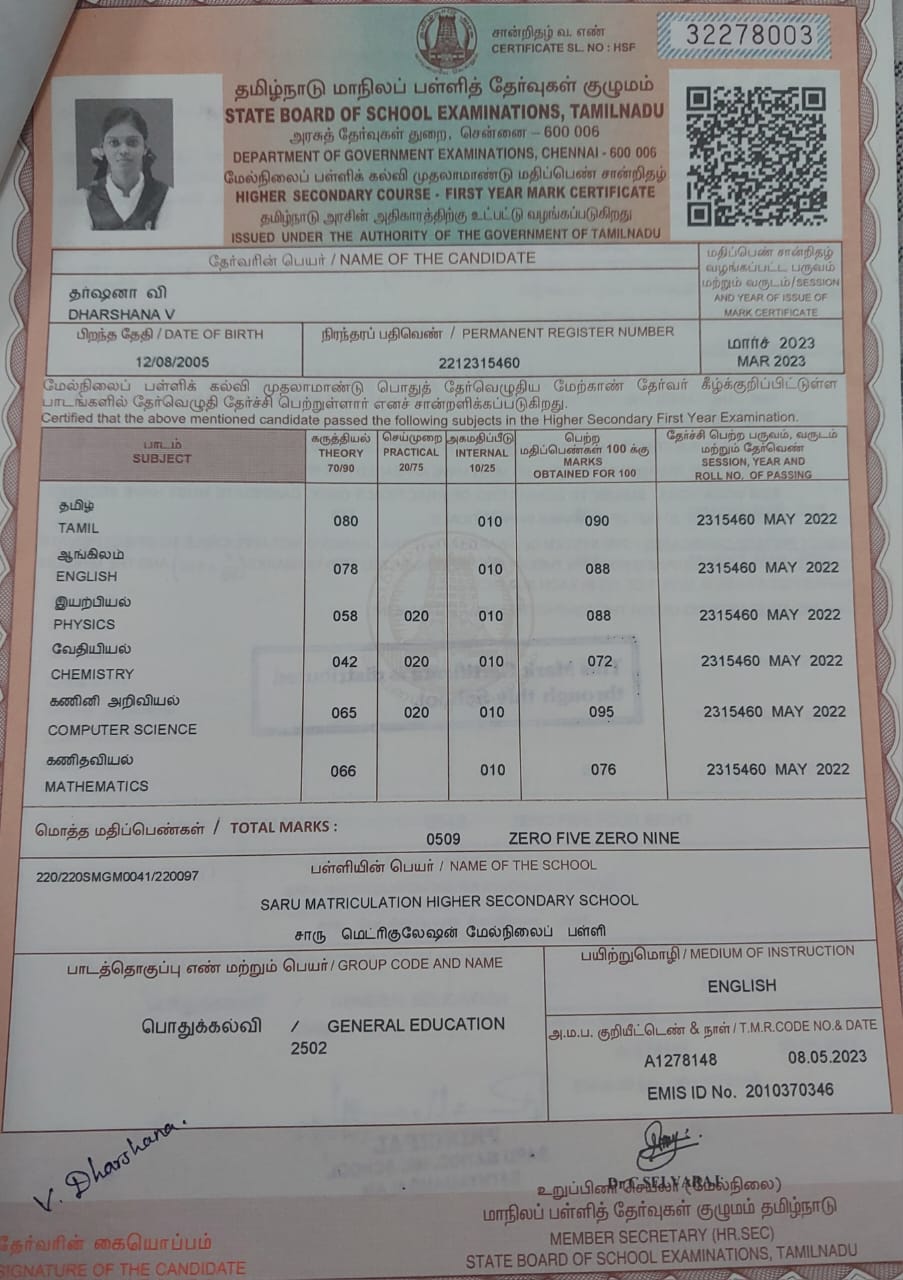 சான்றிதழ் வ. எண்
CERTIFICATE SL. NO : HSF
32278003
தமிழ்நாடு மாநிலப் பள்ளித் தேர்வுகள் குழுமம்
STATE BOARD OF SCHOOL EXAMINATIONS, TAMILNADU
அரசுத் தேர்வுகள் துறை, சென்னை – 600 006
DEPARTMENT OF GOVERNMENT EXAMINATIONS, CHENNAI - 600 006
மேல்நிலைப் பள்ளிக் கல்வி முதலாமாண்டு மதிப்பெண் சான்றிதழ்
HIGHER SECONDARY COURSE - FIRST YEAR MARK CERTIFICATE
தமிழ்நாடு அரசின் அதிகாரத்திற்கு உட்பட்டு வழங்கப்படுகிறது
ISSUED UNDER THE AUTHORITY OF THE GOVERNMENT OF TAMILNADU
தேர்வரின் பெயர் / NAME OF THE CANDIDATE
தர்ஷனா வி
DHARSHANA V
மதிப்பெண் சான்றிதழ்
வழங்கப்பட்ட பருவம்
மற்றும் வருடம்/SESSION
AND YEAR OF ISSUE OF
MARK CERTIFICATE
பிறந்த தேதி / DATE OF BIRTH
12/08/2005
நிரந்தரப் பதிவெண் / PERMANENT REGISTER NUMBER
2212315460
மார்ச் 2023
MAR 2023
மேல்நிலைப் பள்ளிக் கல்வி முதலாமாண்டு பொதுத் தேர்வெழுதிய மேற்காண் தேர்வர் கீழ்க்குறிப்பிட்டுள்ள
பாடங்களில் தேர்வெழுதி தேர்ச்சி பெற்றுள்ளார் எனச் சான்றளிக்கப்படுகிறது.
Certified that the above mentioned candidate passed the following subjects in the Higher Secondary First Year Examination.
பாடம்
SUBJECT
கருத்தியல்
THEORY
70/90
செய்முறை
PRACTICAL
20/75
அகமதிப்பீடு
INTERNAL
10/25
பெற்ற
மதிப்பெண்கள் 100 க்கு
MARKS
OBTAINED FOR 100
தேர்ச்சி பெற்ற பருவம், வருடம்
மற்றும் தேர்வெண்
SESSION, YEAR AND
ROLL NO. OF PASSING
தமிழ்
TAMIL 080 010 090 2315460 MAY 2022
ஆங்கிலம்
ENGLISH 078 010 088 2315460 MAY 2022
இயற்பியல்
PHYSICS 058 020 010 088 2315460 MAY 2022
வேதியியல்
CHEMISTRY 042 020 010 072 2315460 MAY 2022
கணினி அறிவியல்
COMPUTER SCIENCE 065 020 010 095 2315460 MAY 2022
கணிதவியல்
MATHEMATICS 066 010 076 2315460 MAY 2022
மொத்த மதிப்பெண்கள் / TOTAL MARKS :
0509 ZERO FIVE ZERO NINE
220/220SMGM0041/220097
பள்ளியின் பெயர் / NAME OF THE SCHOOL
SARU MATRICULATION HIGHER SECONDARY SCHOOL
சாரு மெட்ரிகுலேஷன் மேல்நிலைப் பள்ளி
பாடத்தொகுப்பு எண் மற்றும் பெயர் / GROUP CODE AND NAME
பொதுக்கல்வி / GENERAL EDUCATION
2502
பயிற்றுமொழி / MEDIUM OF INSTRUCTION
ENGLISH
அ.ம.ப. குறியீட்டெண் & நாள் / T.M.R.CODE NO.& DATE
A1278148 08.05.2023
EMIS ID No. 2010370346
V. Dharshana.
தேர்வரின் கையொப்பம்
SIGNATURE OF THE CANDIDATE
(மேல்நிலை)
மாநிலப் பள்ளித் தேர்வுகள் குழுமம் தமிழ்நாடு
MEMBER SECRETARY (HR.SEC)
STATE BOARD OF SCHOOL EXAMINATIONS, TAMILNADU